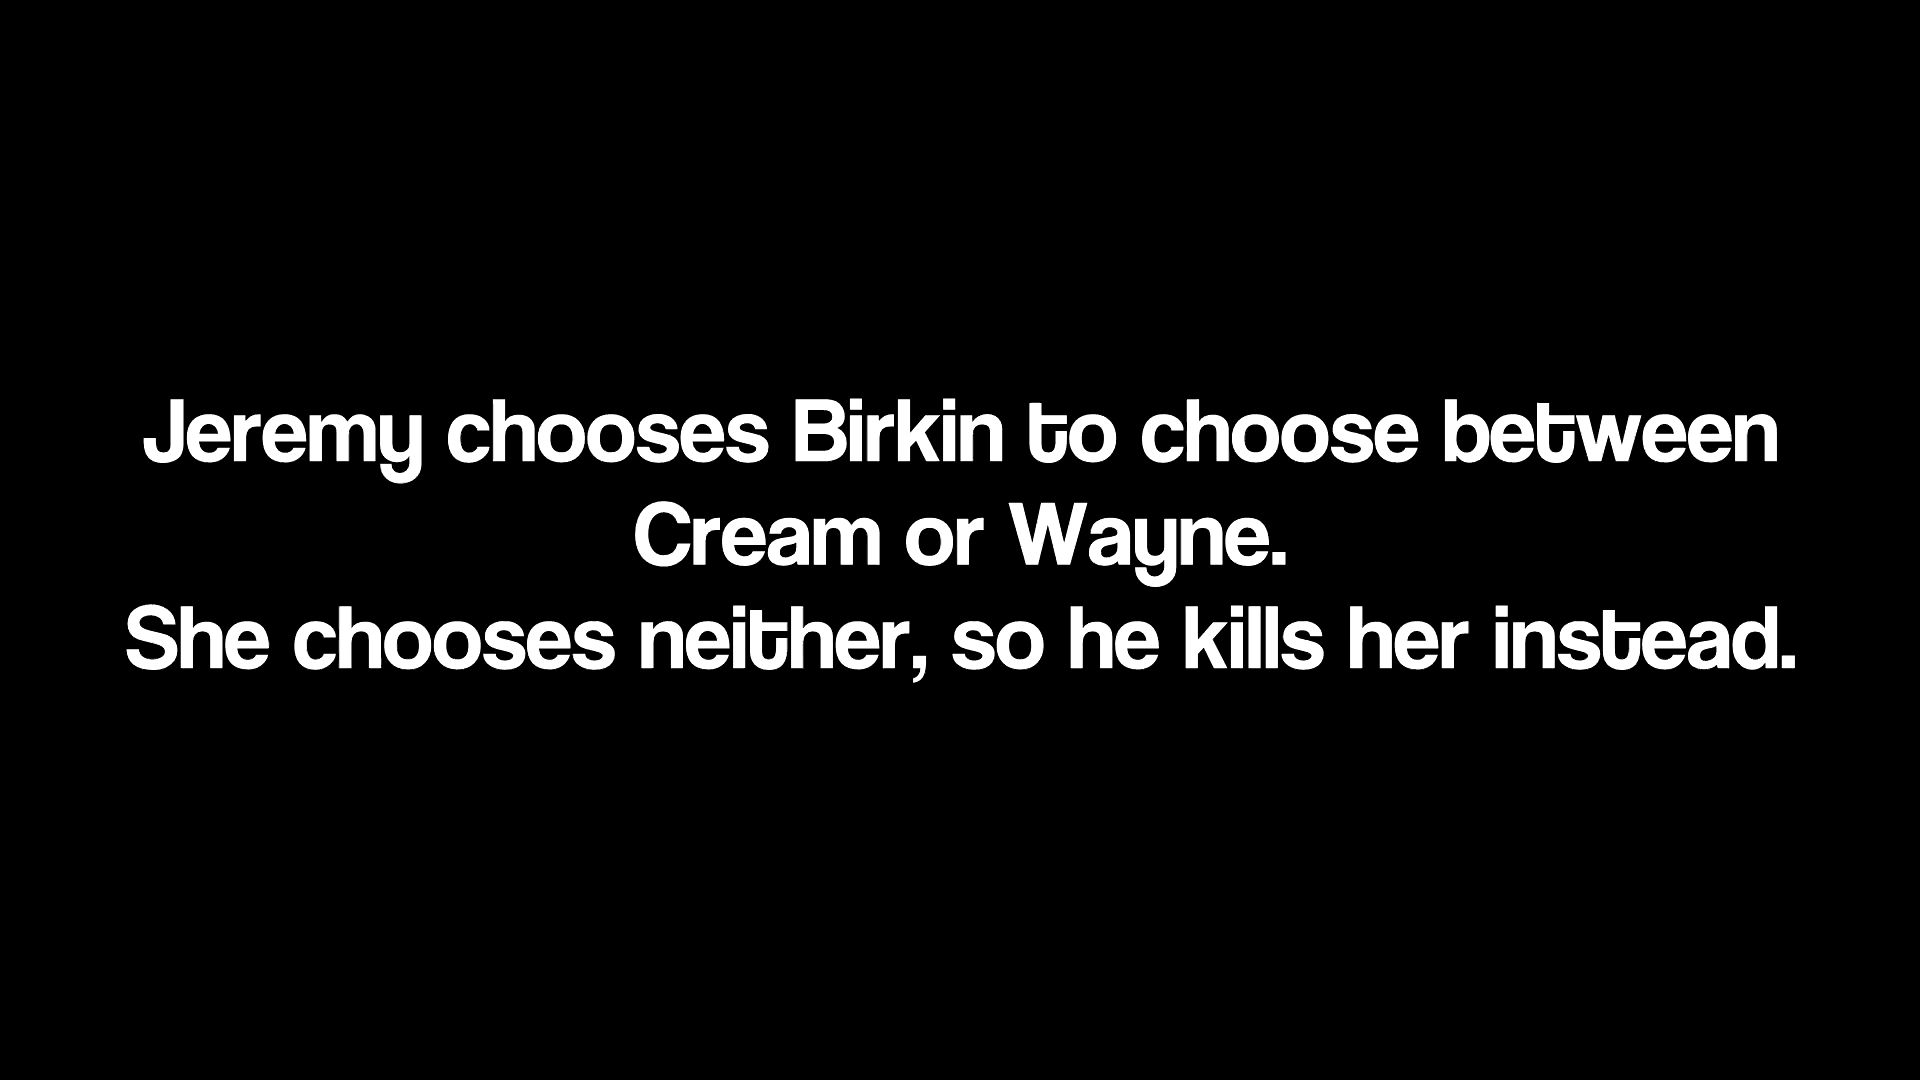 Jeremy chooses Birkin to choose between
Cream or Wayne.
She chooses neither, so he kills her instead.